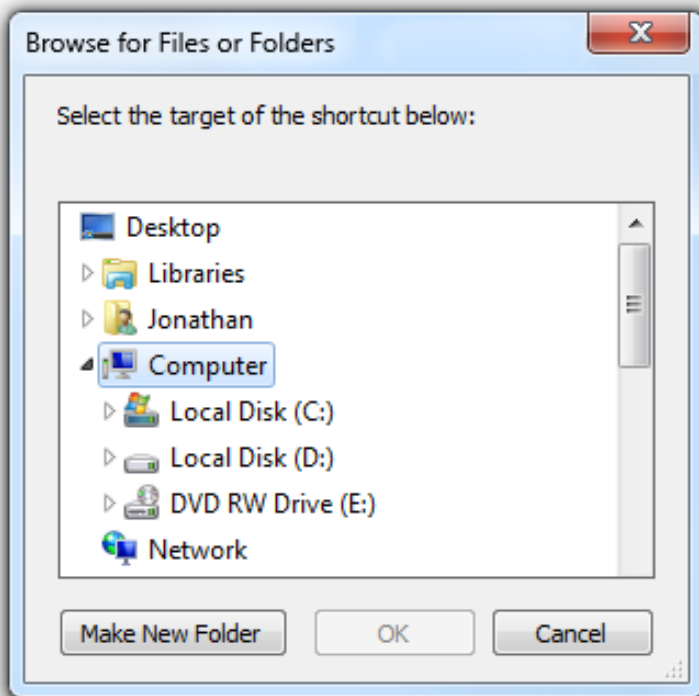 Browse for Files or Folders
Select the target of the shortcut below:
Desktop
Libraries
Jonathan
Computer
Local Disk (C:)
Local Disk (D:)
DVD RW Drive (E:)
Network
Make New Folder OK Cancel